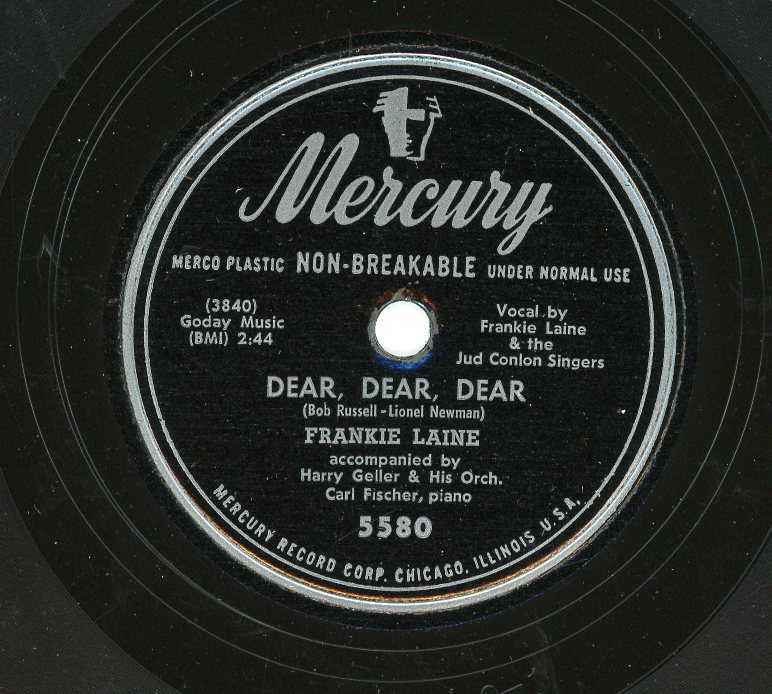 Mercury
MERCO PLASTIC NON-BREAKABLE UNDER NORMAL USE
(3840)
Goday Music
(BMI) 2:44
Vocal by
Frankie Laine
& the
Jud Conlon Singers
DEAR, DEAR, DEAR
(Bob Russell-Lionel Newman)
FRANKIE LAINE
accompanied by
Harry Geller & His Orch.
Carl Fischer, piano
5580
MERCURY RECORD CORP. CHICAGO, ILLINOIS U.S.A.